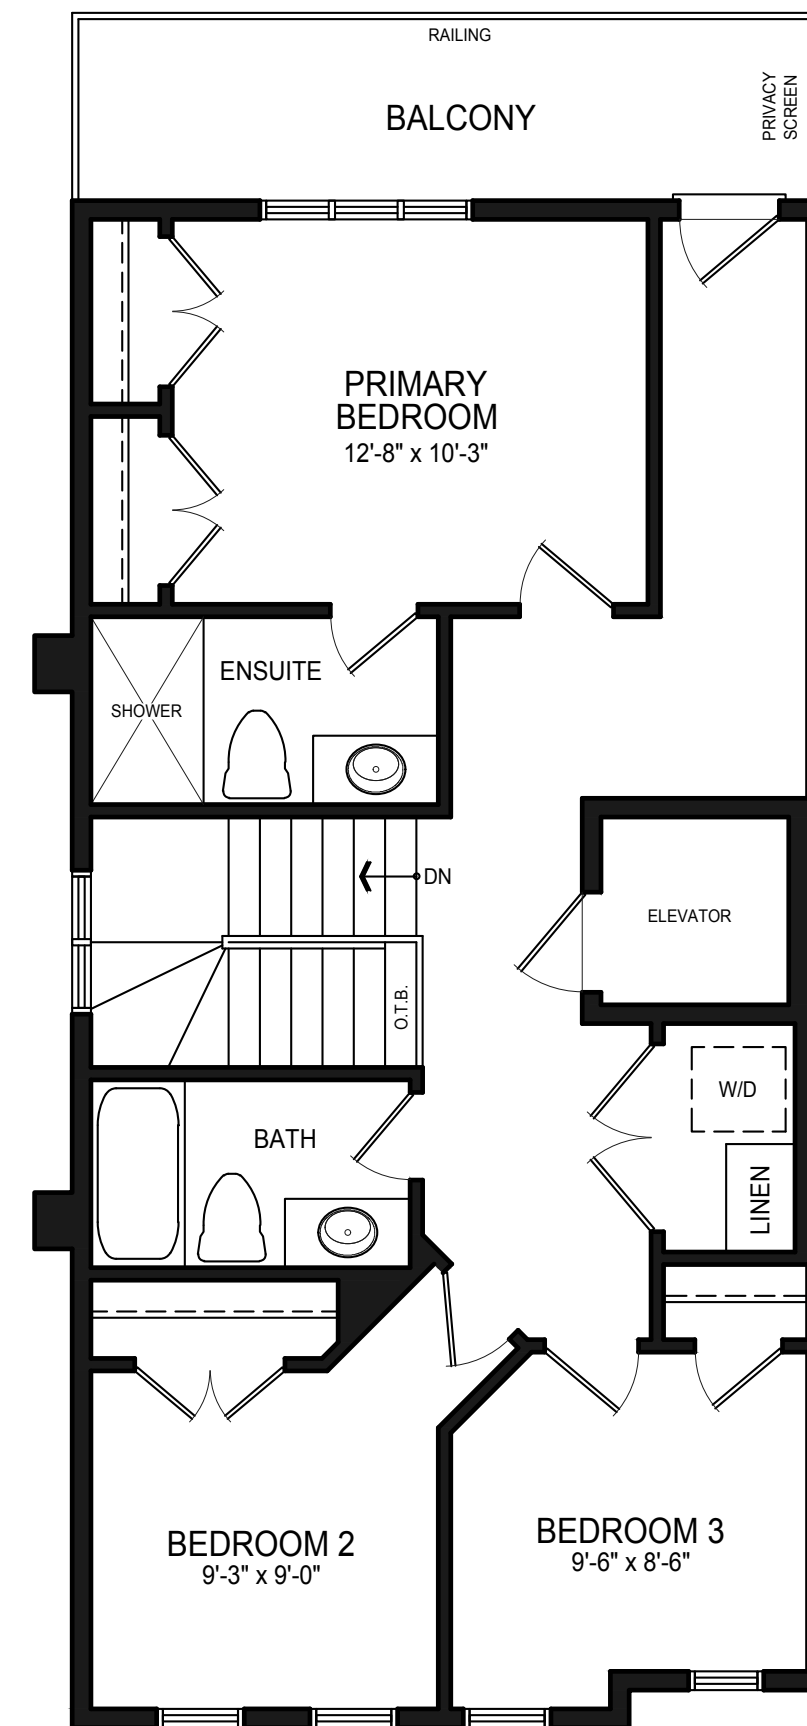 RAILING
BALCONY
PRIVACY
SCREEN
PRIMARY
BEDROOM
12'-8" x 10'-3"
ENSUITE
SHOWER
DN
ELEVATOR
O.T.B.
W/D
BATH
LINEN
BEDROOM 2
9'-3" x 9'-0"
BEDROOM 3
9'-6" x 8'-6"